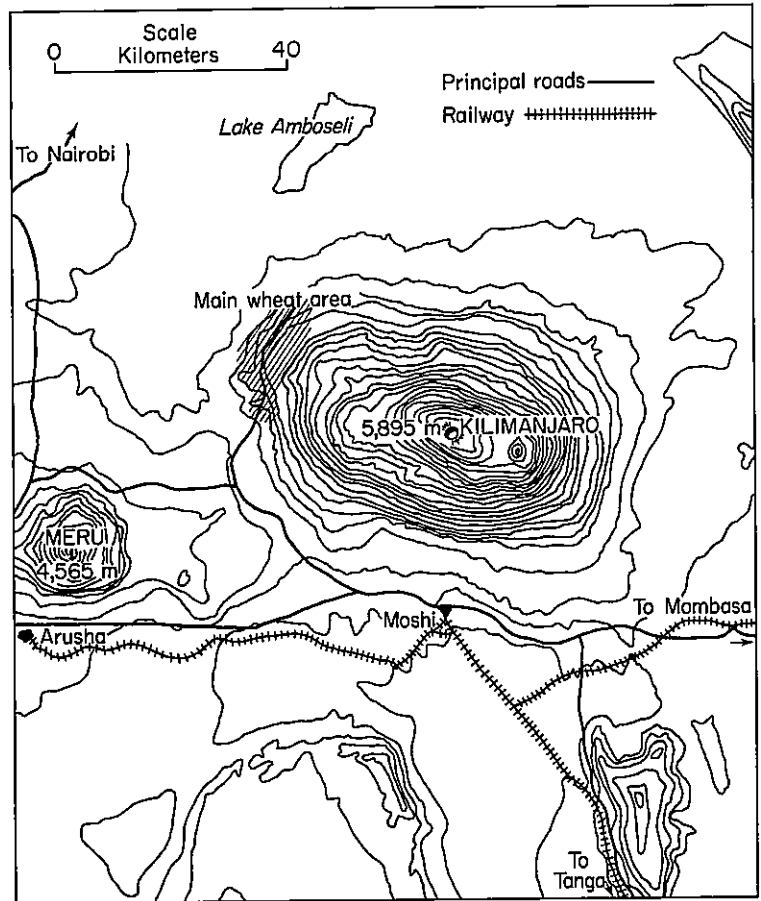 Scale
Kilometers
0 40
Principal roads
Railway
Lake Amboseli
To Nairobi
Main wheat area
5,895 m KILIMANJARO
MERU
4,565 m
To Mombasa
Moshi
Arusha
To
Tanga